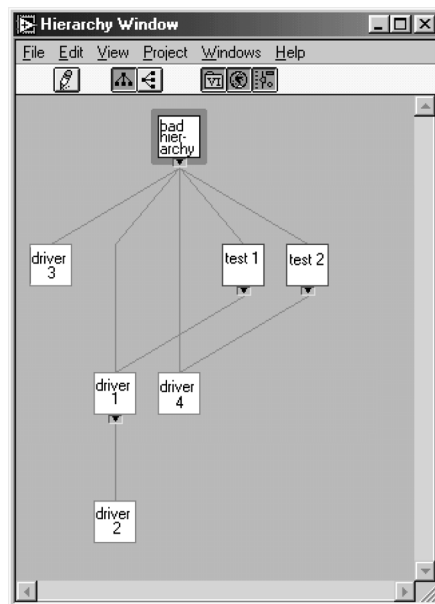 Hierarchy Window
File Edit View Project Windows Help
VI
bad
hier-
archy
driver
3
test 1
test 2
driver
1
driver
4
driver
2